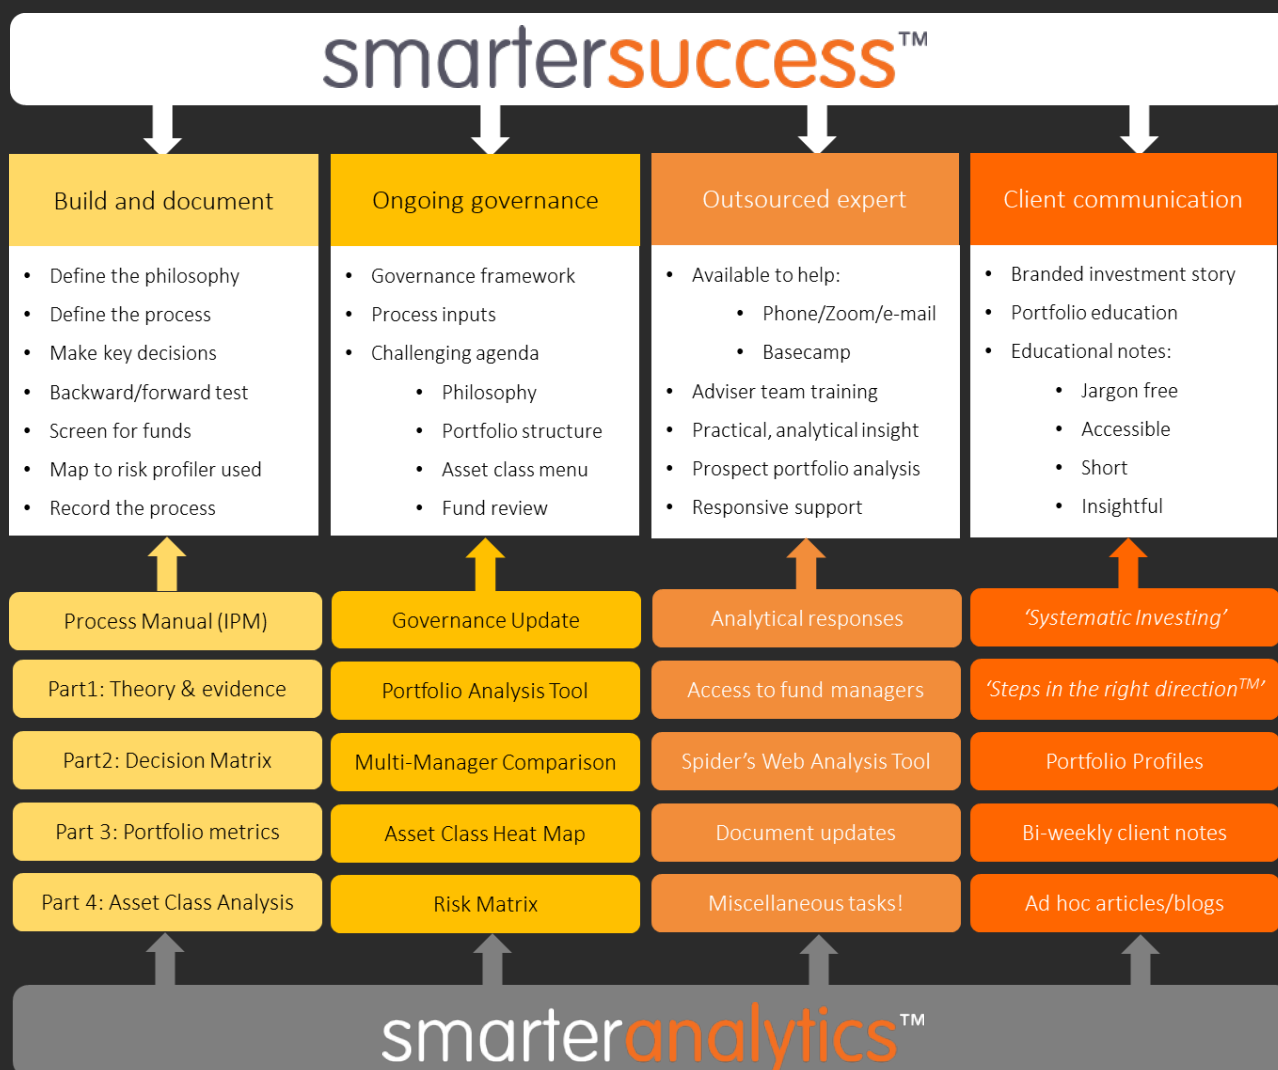 smartersuccess™
Build and document
• Define the philosophy
• Define the process
• Make key decisions
• Backward/forward test
• Screen for funds
• Map to risk profiler used
• Record the process
Process Manual (IPM)
Part1: Theory & evidence
Part2: Decision Matrix
Part 3: Portfolio metrics
Part 4: Asset Class Analysis
Ongoing governance
• Governance framework
• Process inputs
• Challenging agenda
• Philosophy
• Portfolio structure
• Asset class menu
• Fund review
Governance Update
Portfolio Analysis Tool
Multi-Manager Comparison
Asset Class Heat Map
Risk Matrix
Outsourced expert
• Available to help:
• Phone/Zoom/e-mail
• Basecamp
• Adviser team training
• Practical, analytical insight
• Prospect portfolio analysis
• Responsive support
Analytical responses
Access to fund managers
Spider’s Web Analysis Tool
Document updates
Miscellaneous tasks!
Client communication
• Branded investment story
• Portfolio education
• Educational notes:
• Jargon free
• Accessible
• Short
• Insightful
‘Systematic Investing’
‘Steps in the right direction™’
Portfolio Profiles
Bi-weekly client notes
Ad hoc articles/blogs
smarteranalytics™